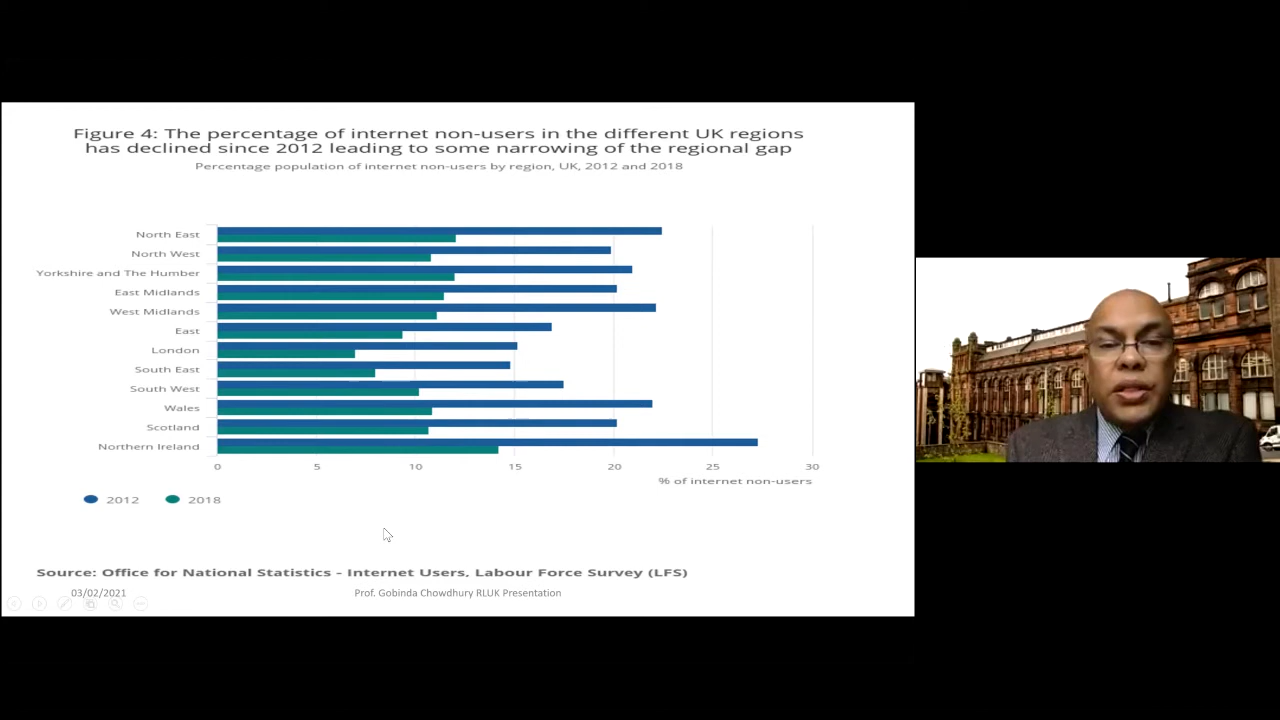 Figure 4: The percentage of internet non-users in the different UK regions
has declined since 2012 leading to some narrowing of the regional gap
Percentage population of internet non-users by region, UK, 2012 and 2018
North East
North West
Yorkshire and The Humber
East Midlands
West Midlands
East
London
South East
South West
Wales
Scotland
Northern Ireland
0 5 10 15 20 25 30
% of internet non-users
2012 2018
Source: Office for National Statistics - Internet Users, Labour Force Survey (LFS)
03/02/2021 Prof. Gobinda Chowdhury RLUK Presentation